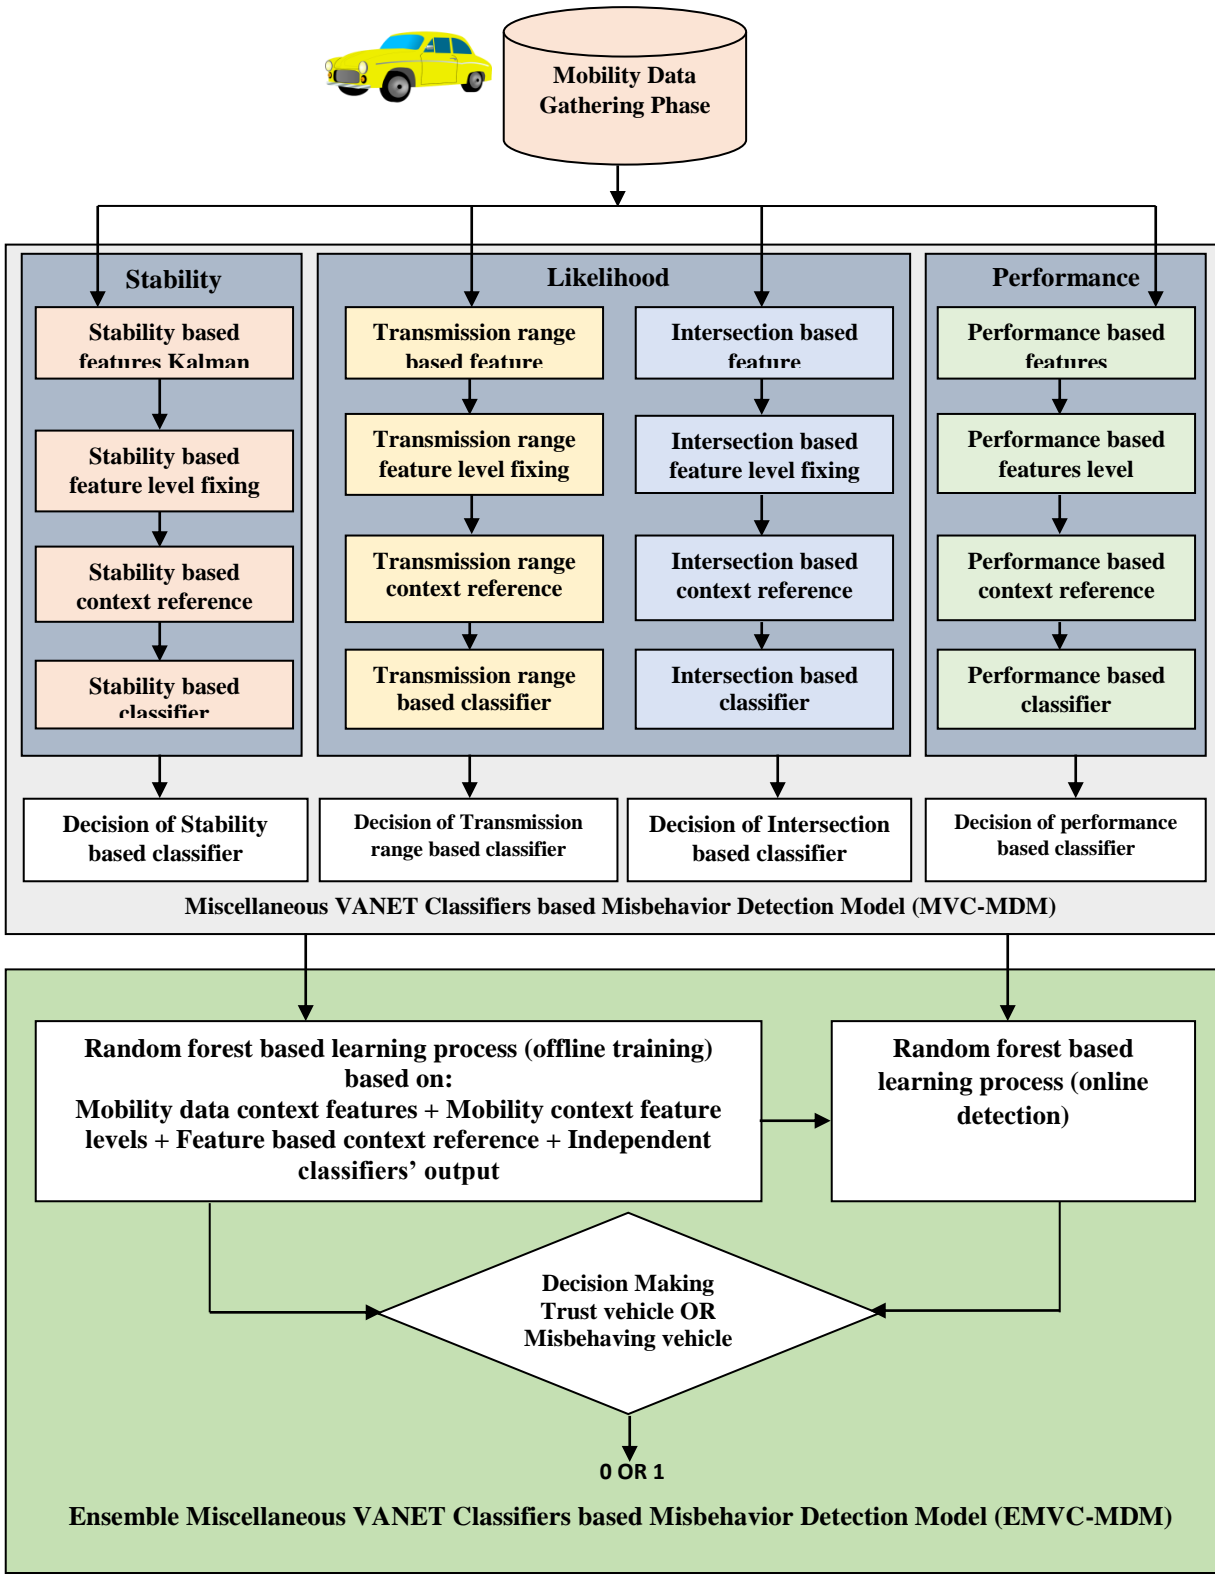 Mobility Data
Gathering Phase
Stability
Likelihood
Performance
Stability based
features Kalman
Transmission range
based feature
Intersection based
feature
Performance based
features
Stability based
feature level fixing
Transmission range
feature level fixing
Intersection based
feature level fixing
Performance based
features level
Stability based
context reference
Transmission range
context reference
Intersection based
context reference
Performance based
context reference
Stability based
classifier
Transmission range
based classifier
Intersection based
classifier
Performance based
classifier
Decision of Stability
based classifier
Decision of Transmission
range based classifier
Decision of Intersection
based classifier
Decision of performance
based classifier
Miscellaneous VANET Classifiers based Misbehavior Detection Model (MVC-MDM)
Random forest based learning process (offline training)
based on:
Mobility data context features + Mobility context feature
levels + Feature based context reference + Independent
classifiers’ output
Random forest based
learning process (online
detection)
Decision Making
Trust vehicle OR
Misbehaving vehicle
0 OR 1
Ensemble Miscellaneous VANET Classifiers based Misbehavior Detection Model (EMVC-MDM)